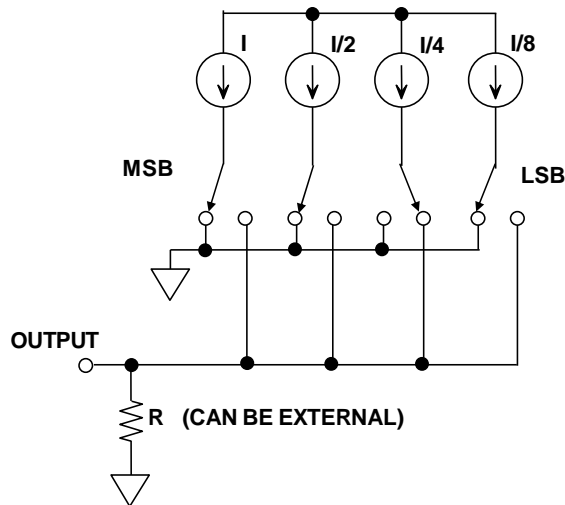 I
I/2
I/4
I/8
MSB
LSB
OUTPUT
R (CAN BE EXTERNAL)